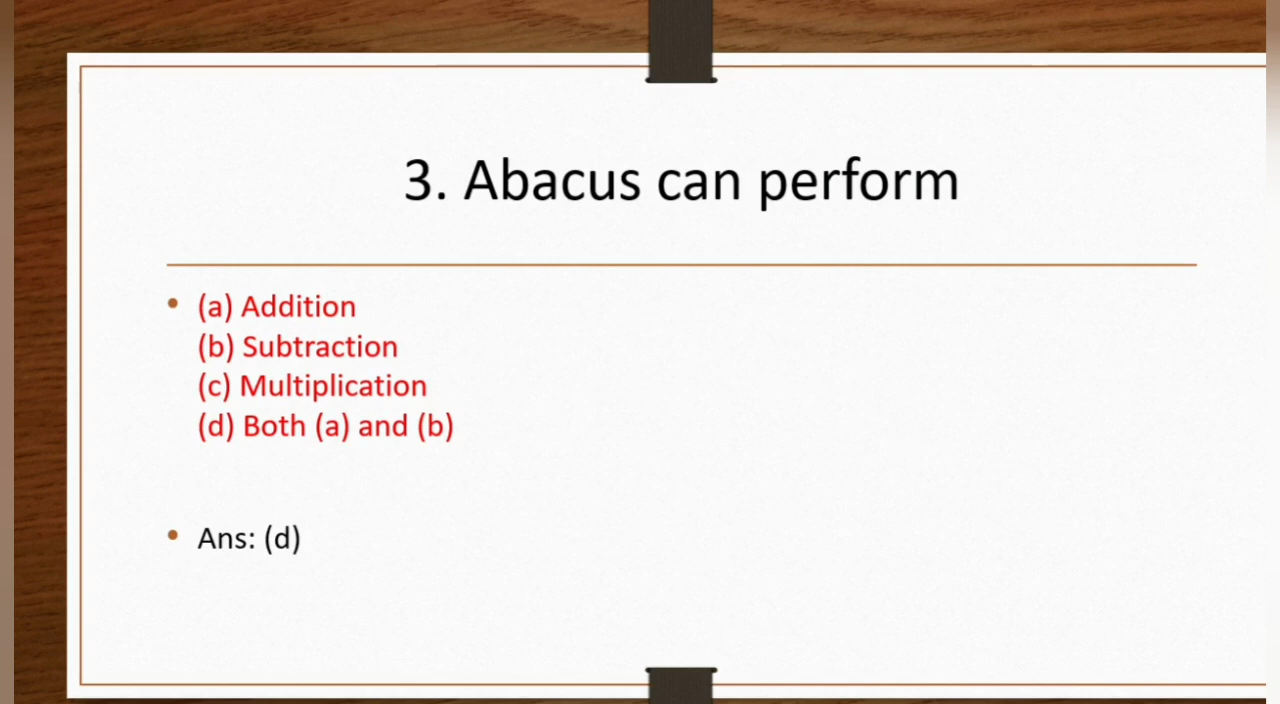 3. Abacus can perform
• (a) Addition
(b) Subtraction
(c) Multiplication
(d) Both (a) and (b)
• Ans: (d)